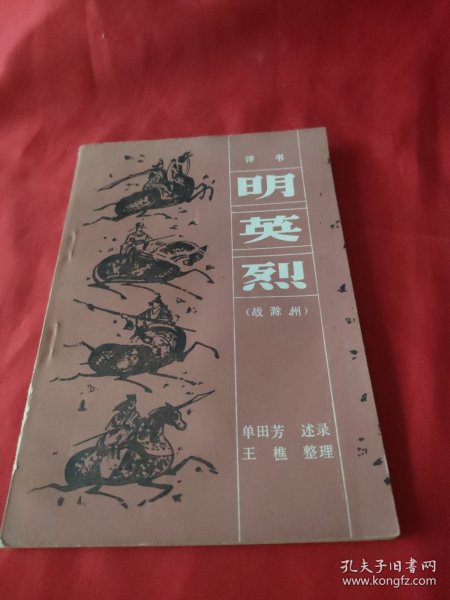 评 书
明
英
烈
(战滁州)
单田芳 述录
王樵 整理
孔夫子旧书网
www.kongfz.com